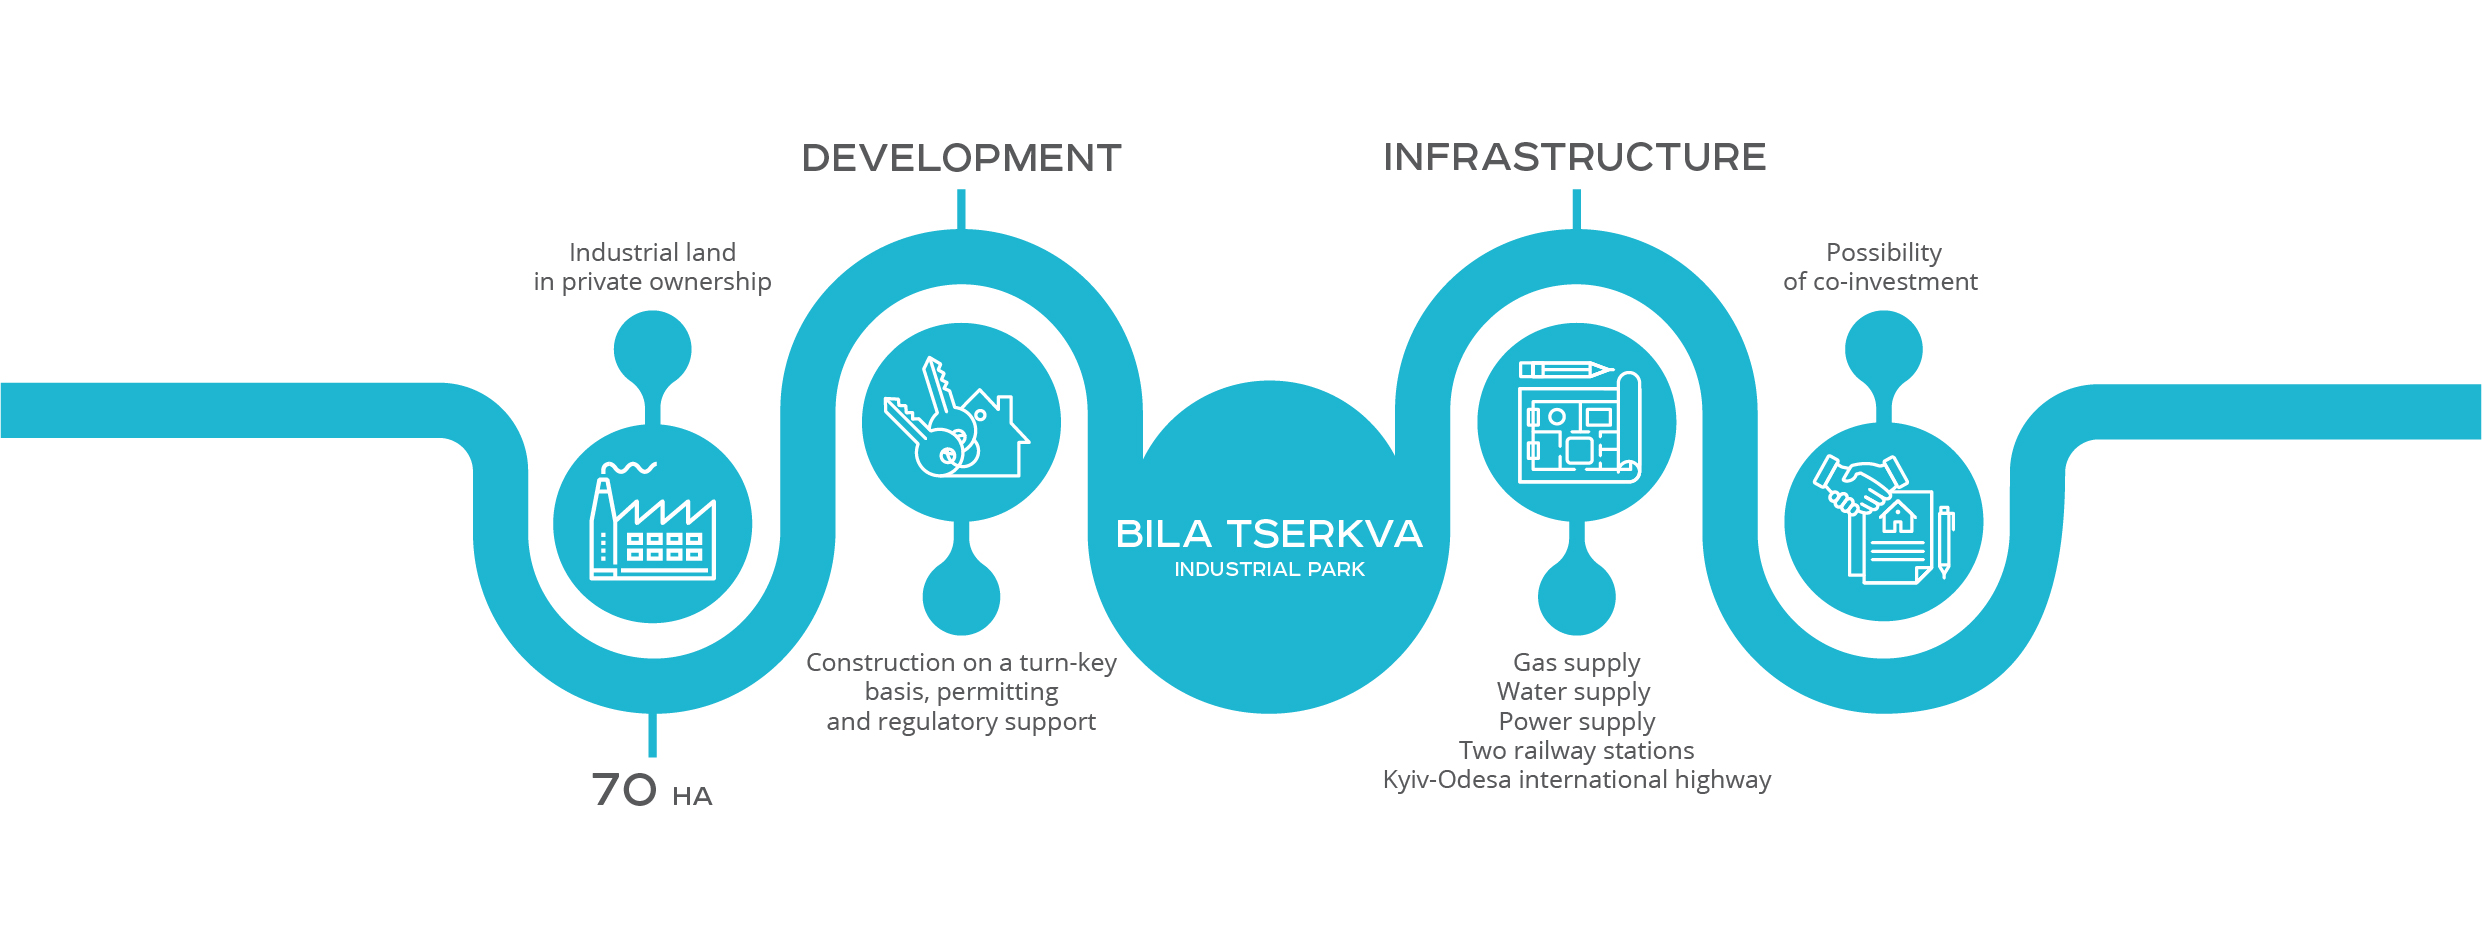 Industrial land
in private ownership
70 HA
DEVELOPMENT
Construction on a turn-key
basis, permitting
and regulatory support
BILA TSERKVA
INDUSTRIAL PARK
INFRASTRUCTURE
Gas supply
Water supply
Power supply
Two railway stations
Kyiv-Odesa international highway
Possibility
of co-investment